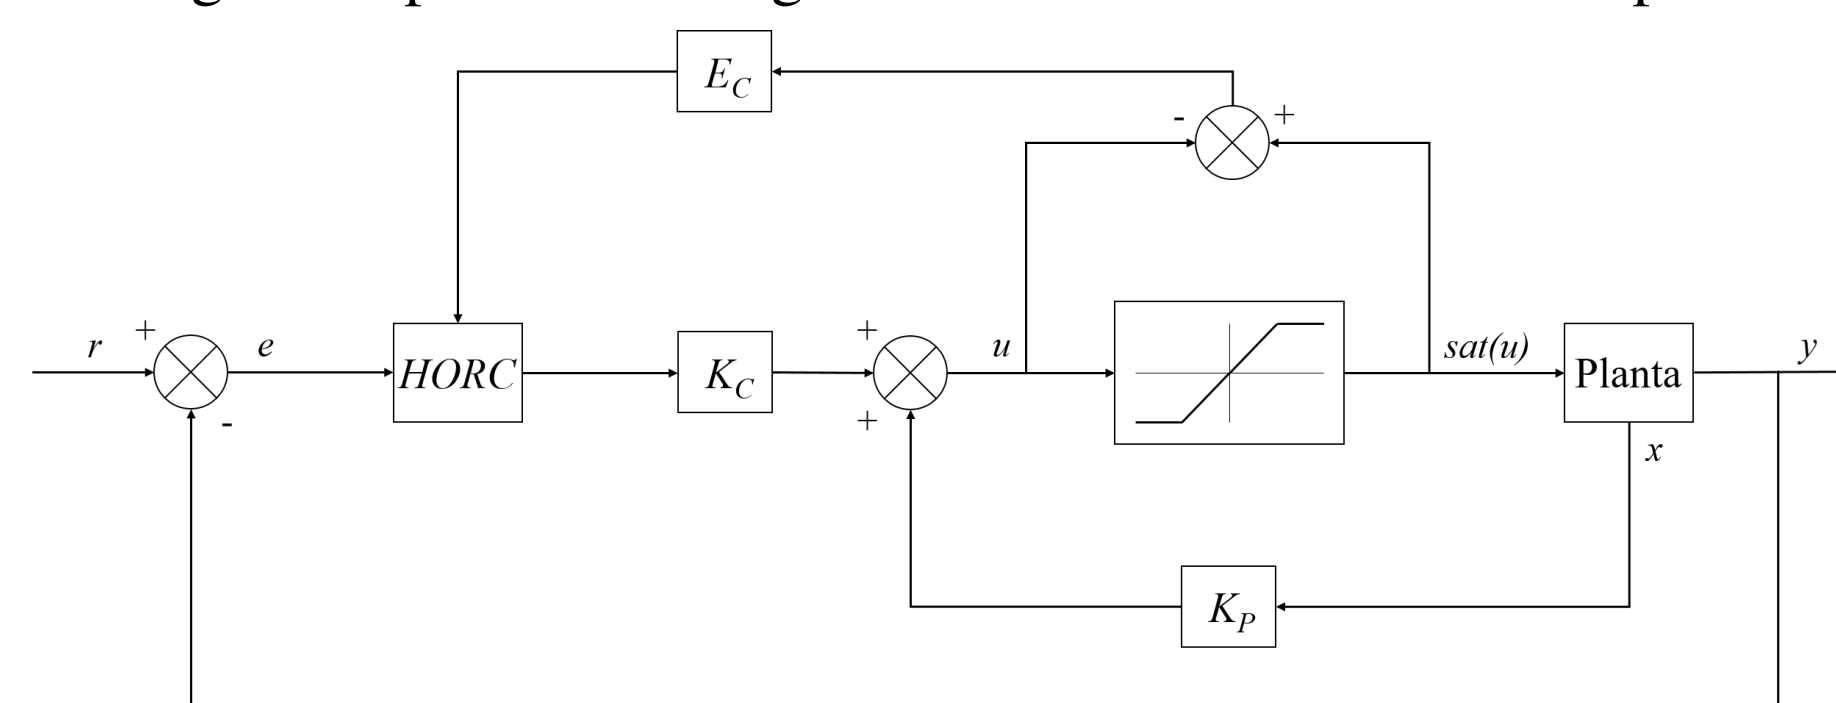 E_C
- +
+ r e
HORC
K_C
+ u
sat(u)
Planta
y
-
+
x
K_P